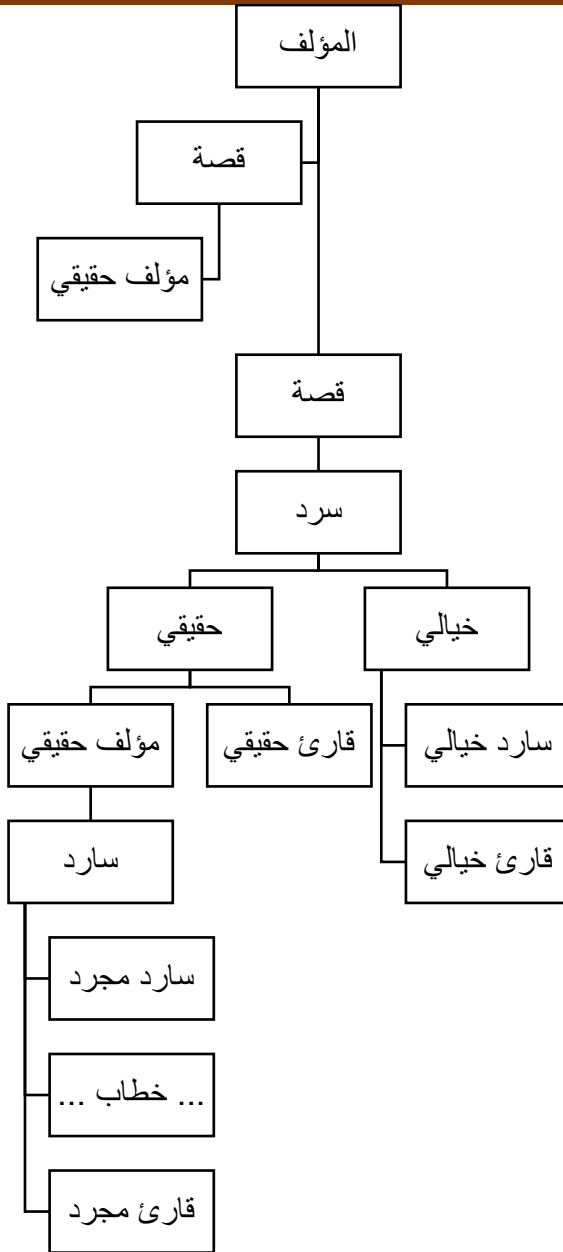 المؤلف
قصة
مؤلف حقيقي
قصة
سرد
خيالي
حقيقي
سارد خيالي
قارئ حقيقي
مؤلف حقيقي
قارئ خيالي
سارد
سارد مجرد
... خطاب ...
قارئ مجرد